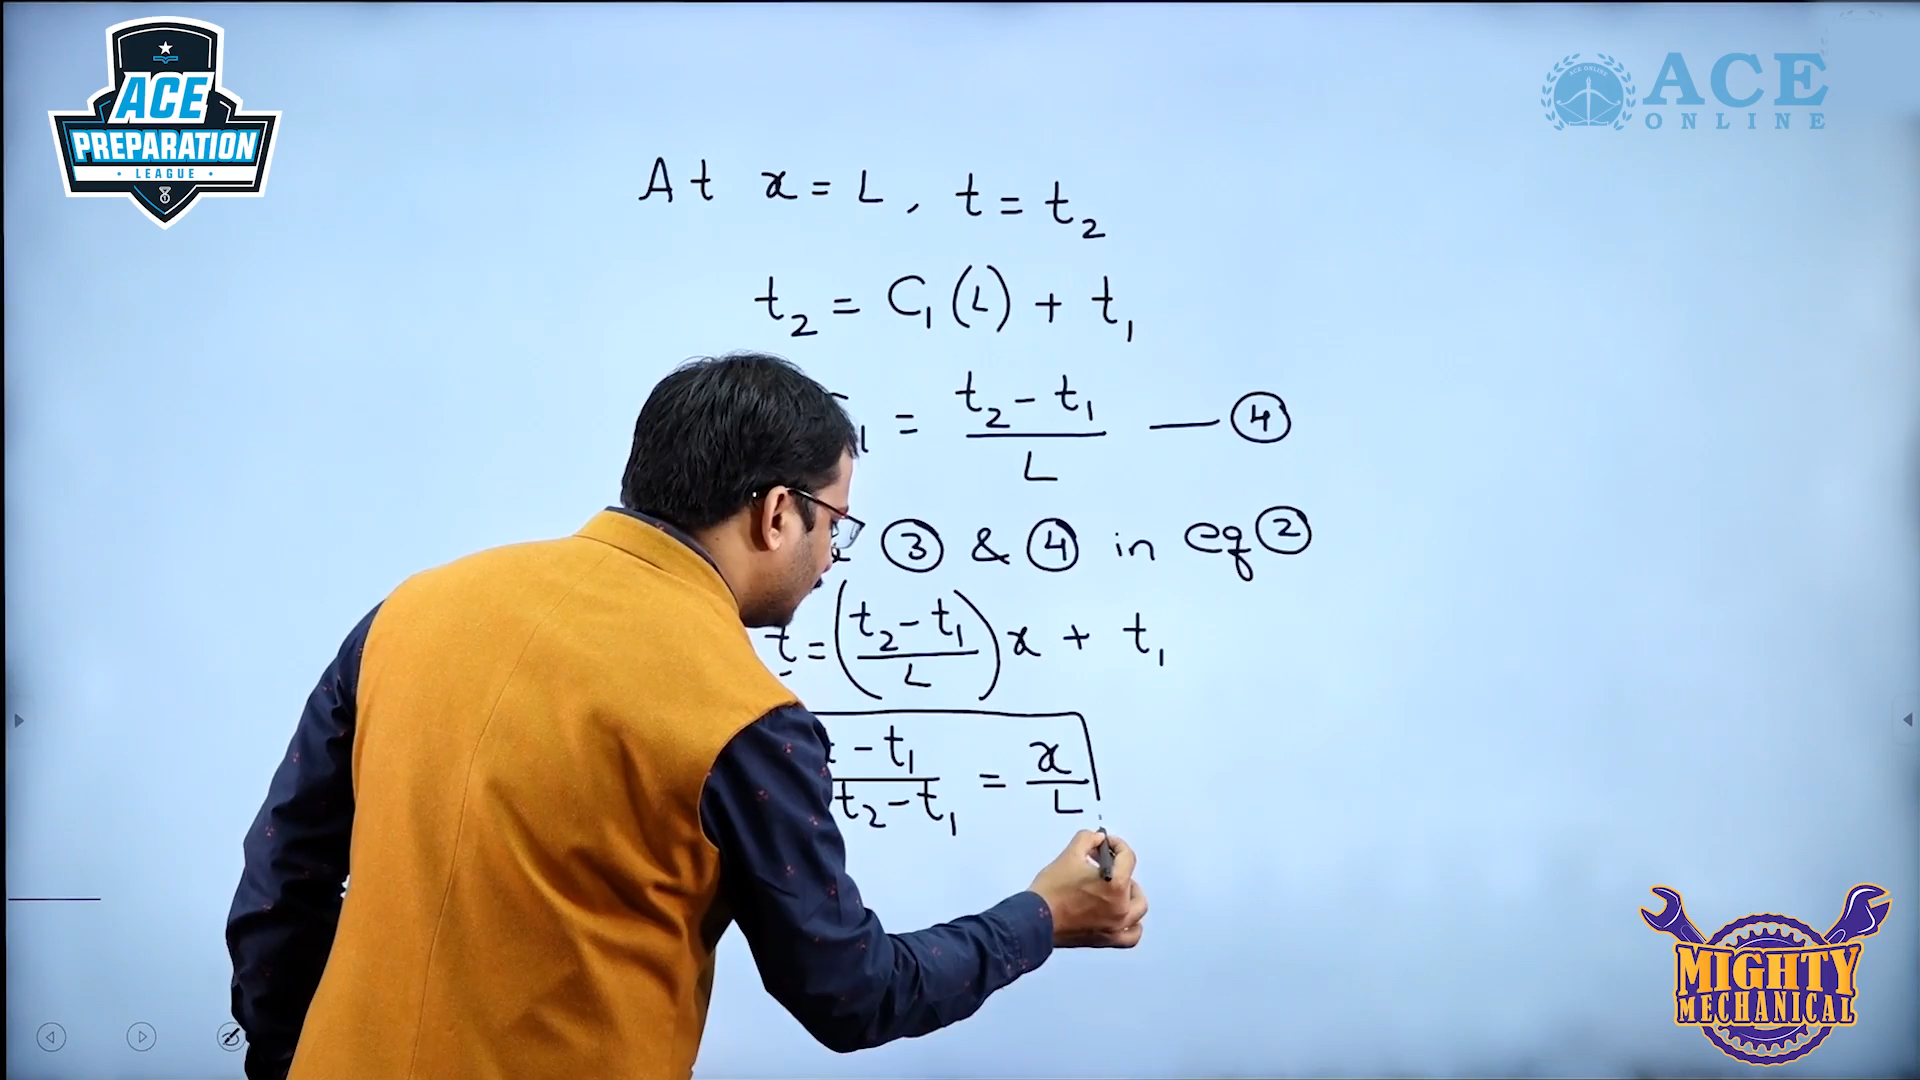 ACE
PREPARATION
LEAGUE
ACE
ONLINE
At x = L, t = t₂
t₂ = C₁(L) + t₁
₁ = (t₂ - t₁)/L — ④
③ & ④ in eq ②
t = ((t₂ - t₁)/L) x + t₁
- t₁ / t₂ - t₁ = x/L
MIGHTY
MECHANICAL